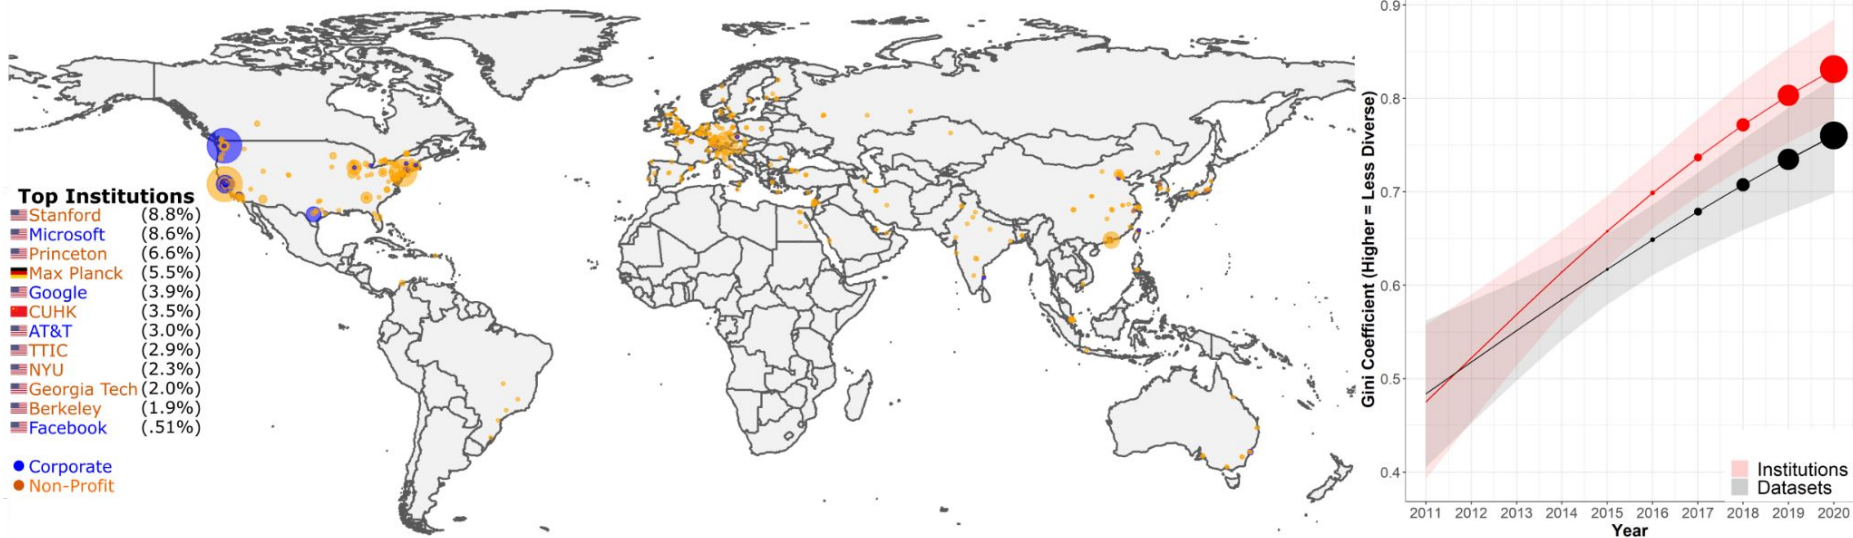 Top Institutions
Stanford (8.8%)
Microsoft (8.6%)
Princeton (6.6%)
Max Planck (5.5%)
Google (3.9%)
CUHK (3.5%)
AT&T (3.0%)
TTIC (2.9%)
NYU (2.3%)
Georgia Tech (2.0%)
Berkeley (1.9%)
Facebook (.51%)
Corporate
Non-Profit
Gini Coefficient (Higher = Less Diverse)
0.9
0.8
0.7
0.6
0.5
0.4
Institutions
Datasets
2011 2012 2013 2014 2015 2016 2017 2018 2019 2020
Year